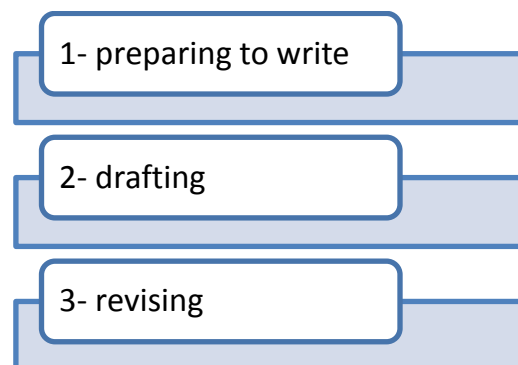 1- preparing to write
2- drafting
3- revising